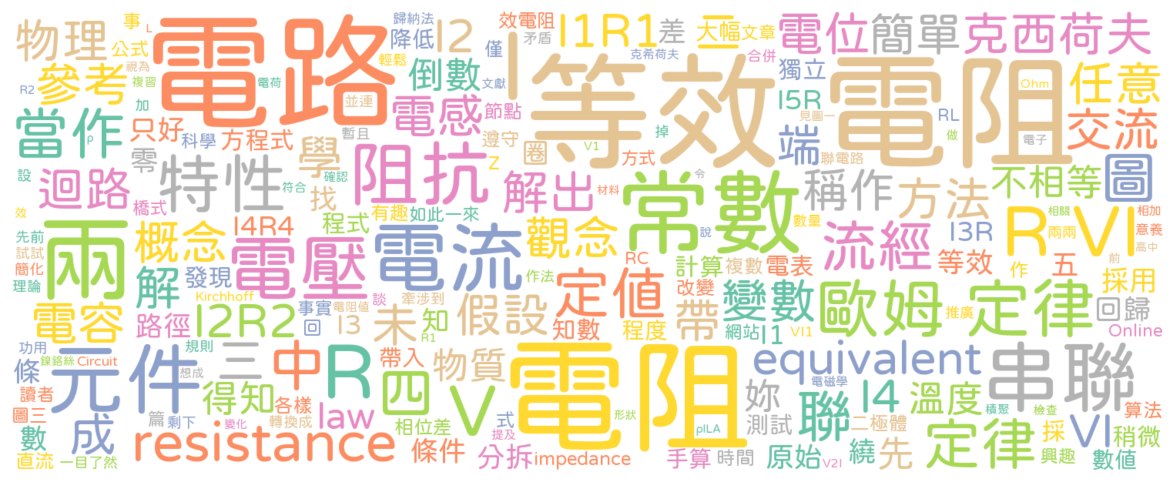 物理
事
L
歸納法
降低
I2
僅
效電阻
矛盾
I1R1
差
大幅
文章
電位
簡單
克西荷夫
公式
視為
參考
複習
R2
電路
電荷
並連
輕鬆
倒數
文獻
等效
電阻
克希荷夫
合併
獨立
I5R
見圖一
Ohm
任意
加
當作
ρ
只好
科學
方程式
電感
節點
暫且
遵守
Z
圈
V1
掉
方式
端
聯電路
RL
做
電子
交流
零
學
設
迴路
特性
符合
確認
找
阻抗
解出
材料
常數
令
稱作
方法
不相等
圖
橋式
有趣
如此一來
程式
效
兩
概念
I4R4
電壓
電流
觀念
數量
說
流經
I3R
R
VI
相關
相加
兩兩
意義
高中
先前
試試
簡化
理論
解
發現
Kirchhoff
事實
電阻值
談
牽涉到
作法
定值
RC
計算
複數
電表
改變
等效
五
作
前
採用
電容
路徑
I2R2
回
I3
R1
未
知
假設
知數
程度
帶
變數
網站
I1
VI1
歐姆
推廣
定律
回歸
Online
功用
鎳鉻絲
Circuit
規則
想成
元件
三
中
R
帶入
物質
電阻
equivalent
串聯
條
讀者
得知
各樣
四
V
電磁學
妳
聯
I4
溫度
積聚
算法
圖三
篇
剩下
轉換成
變化
law
相位差
式
提及
形狀
ρlLA
測試
二極體
定律
檢查
採
VI
稍微
數
成
直流
一目了然
resistance
條件
分拆
impedance
手算
時間
原始
V2I
繞
先
興趣
數值